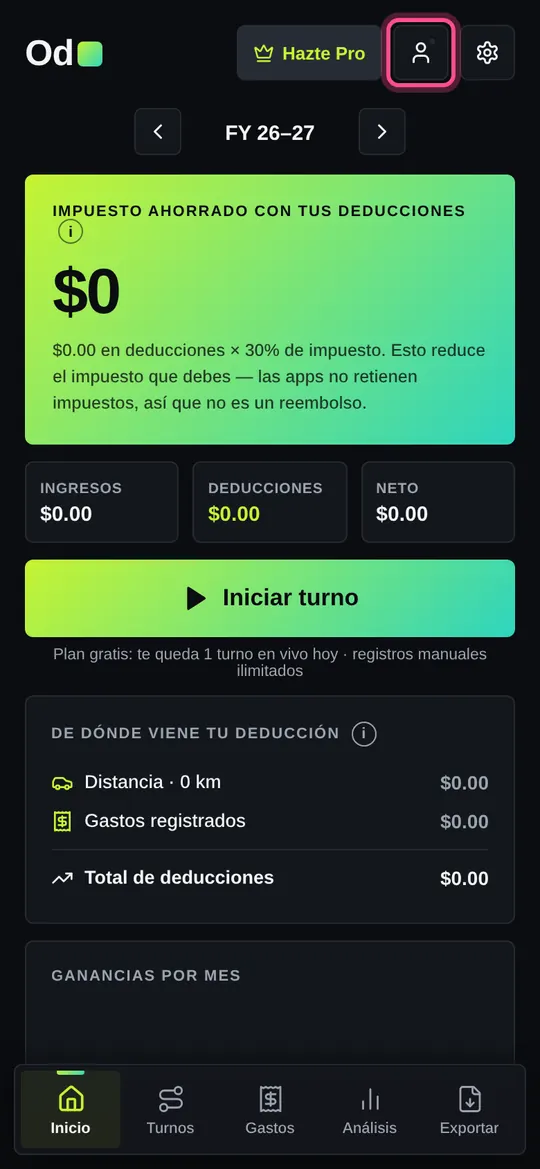 Od
Hazte Pro
FY 26–27
IMPUESTO AHORRADO CON TUS DEDUCCIONES
i
$0
$0.00 en deducciones × 30% de impuesto. Esto reduce
el impuesto que debes — las apps no retienen
impuestos, así que no es un reembolso.
INGRESOS
$0.00
DEDUCCIONES
$0.00
NETO
$0.00
Iniciar turno
Plan gratis: te queda 1 turno en vivo hoy · registros manuales
ilimitados
DE DÓNDE VIENE TU DEDUCCIÓN i
Distancia · 0 km $0.00
Gastos registrados $0.00
Total de deducciones $0.00
GANANCIAS POR MES
Inicio
Turnos
Gastos
Análisis
Exportar